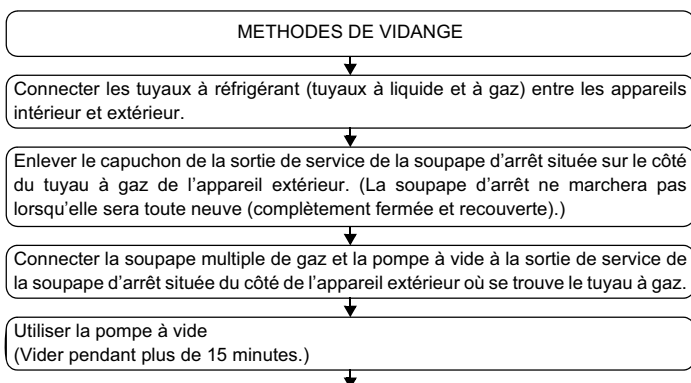 METHODES DE VIDANGE
Connecter les tuyaux à réfrigérant (tuyaux à liquide et à gaz) entre les appareils
intérieur et extérieur.
Enlever le capuchon de la sortie de service de la soupape d'arrêt située sur le côté
du tuyau à gaz de l'appareil extérieur. (La soupape d'arrêt ne marchera pas
lorsqu'elle sera toute neuve (complètement fermée et recouverte).)
Connecter la soupape multiple de gaz et la pompe à vide à la sortie de service de
la soupape d'arrêt située du côté de l'appareil extérieur où se trouve le tuyau à gaz.
Utiliser la pompe à vide
(Vider pendant plus de 15 minutes.)